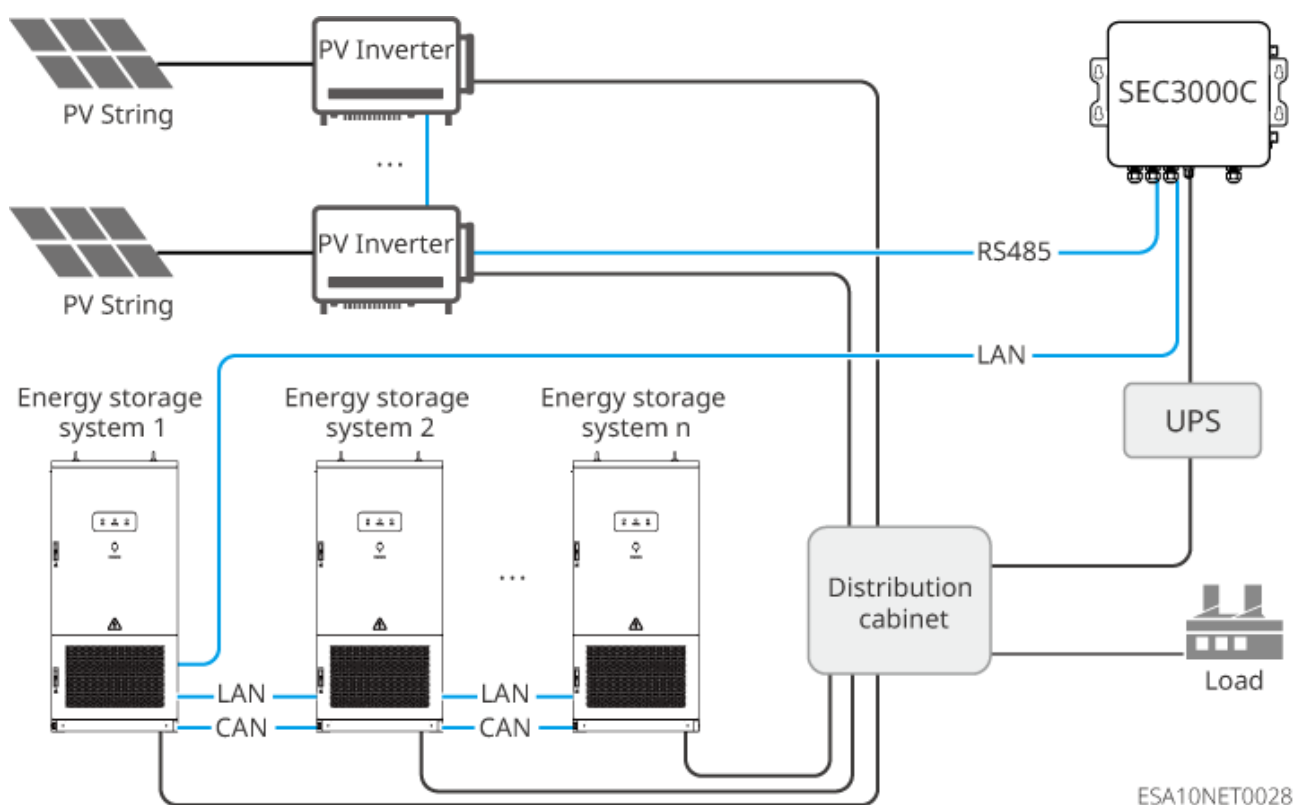 PV Inverter
SEC3000C
PV String
...
PV Inverter
RS485
PV String
LAN
Energy storage
system 1
Energy storage
system 2
Energy storage
system n
UPS
...
Distribution
cabinet
LAN
LAN
Load
CAN
CAN
ESA10NET0028